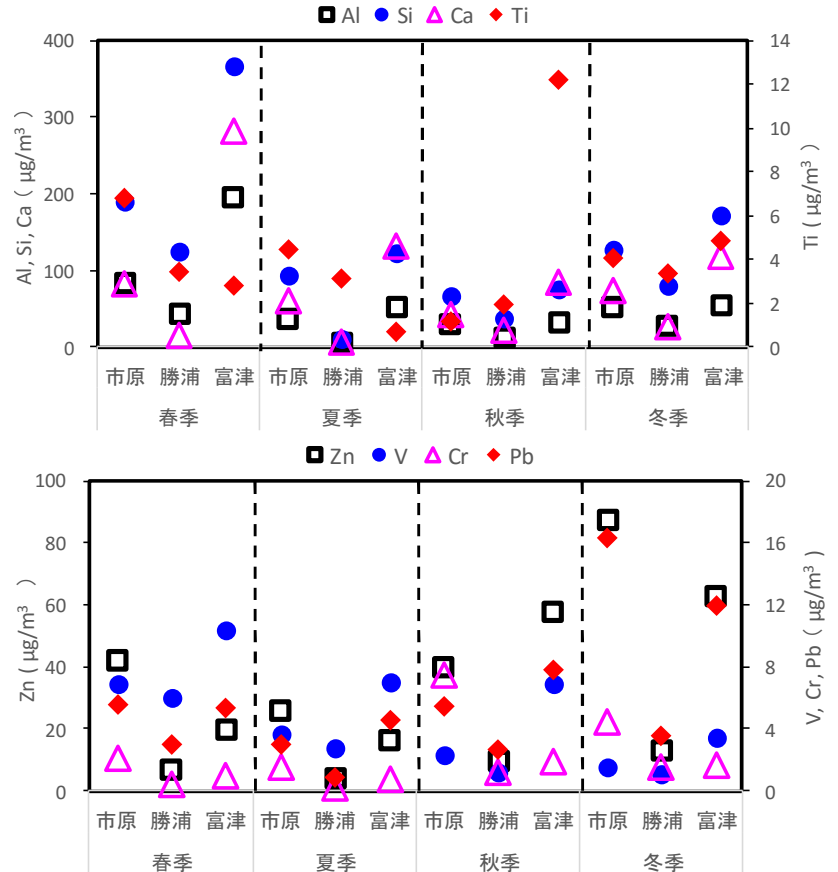 Al Si Ca Ti
400
300
200
100
0
Al, Si, Ca ( μg/m³ )
14
12
10
8
6
4
2
0
Ti ( μg/m³ )
市原 勝浦 富津 市原 勝浦 富津 市原 勝浦 富津 市原 勝浦 富津
春季 夏季 秋季 冬季
Zn V Cr Pb
100
80
60
40
20
0
Zn ( μg/m³ )
20
16
12
8
4
0
V, Cr, Pb ( μg/m³ )
市原 勝浦 富津 市原 勝浦 富津 市原 勝浦 富津 市原 勝浦 富津
春季 夏季 秋季 冬季